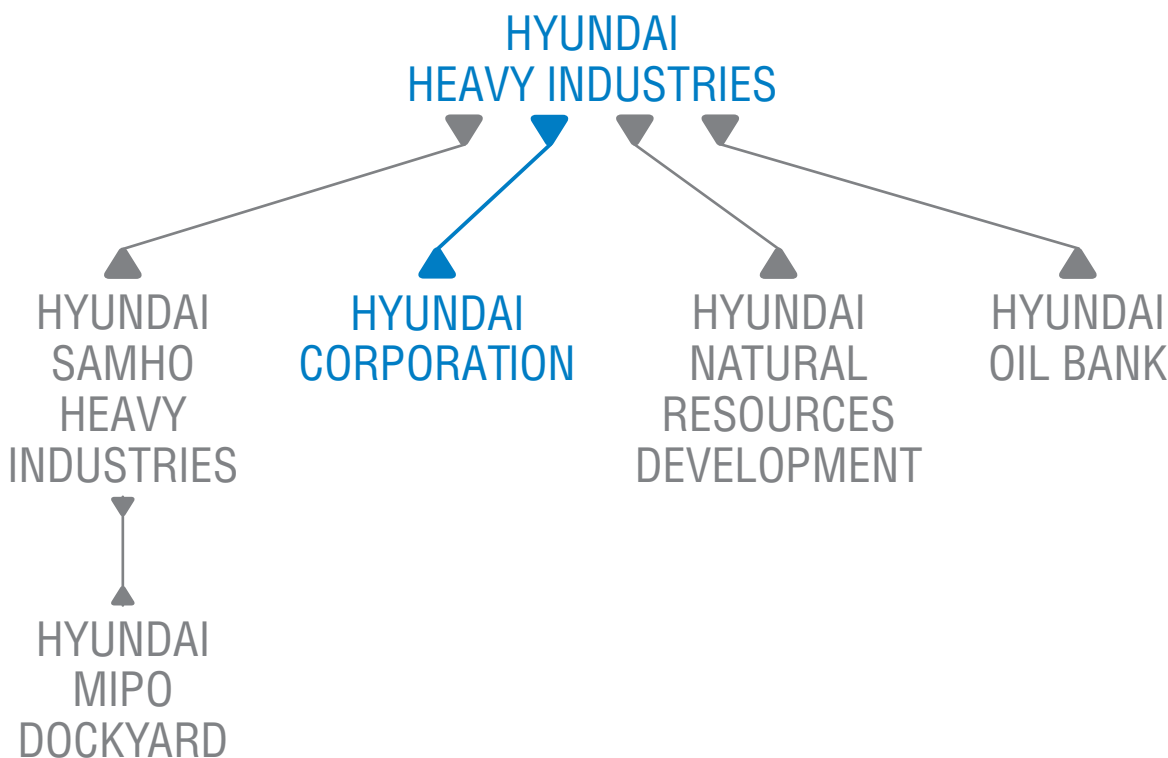 HYUNDAI
HEAVY INDUSTRIES
HYUNDAI
SAMHO
HEAVY
INDUSTRIES
HYUNDAI
CORPORATION
HYUNDAI
NATURAL
RESOURCES
DEVELOPMENT
HYUNDAI
OIL BANK
HYUNDAI
MIPO
DOCKYARD